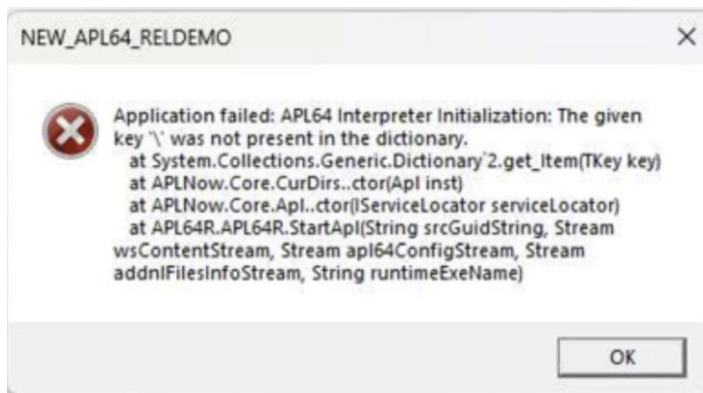 NEW_APL64_RELDEMO
Application failed: APL64 Interpreter Initialization: The given
key '\' was not present in the dictionary.
at System.Collections.Generic.Dictionary`2.get_Item(TKey key)
at APLNow.Core.CurDirs..ctor(Apl inst)
at APLNow.Core.Apl..ctor(IServiceLocator serviceLocator)
at APL64R.APL64R.StartApl(String srcGuidString, Stream
wsContentStream, Stream apl64ConfigStream, Stream
addnlFilesInfoStream, String runtimeExeName)
OK